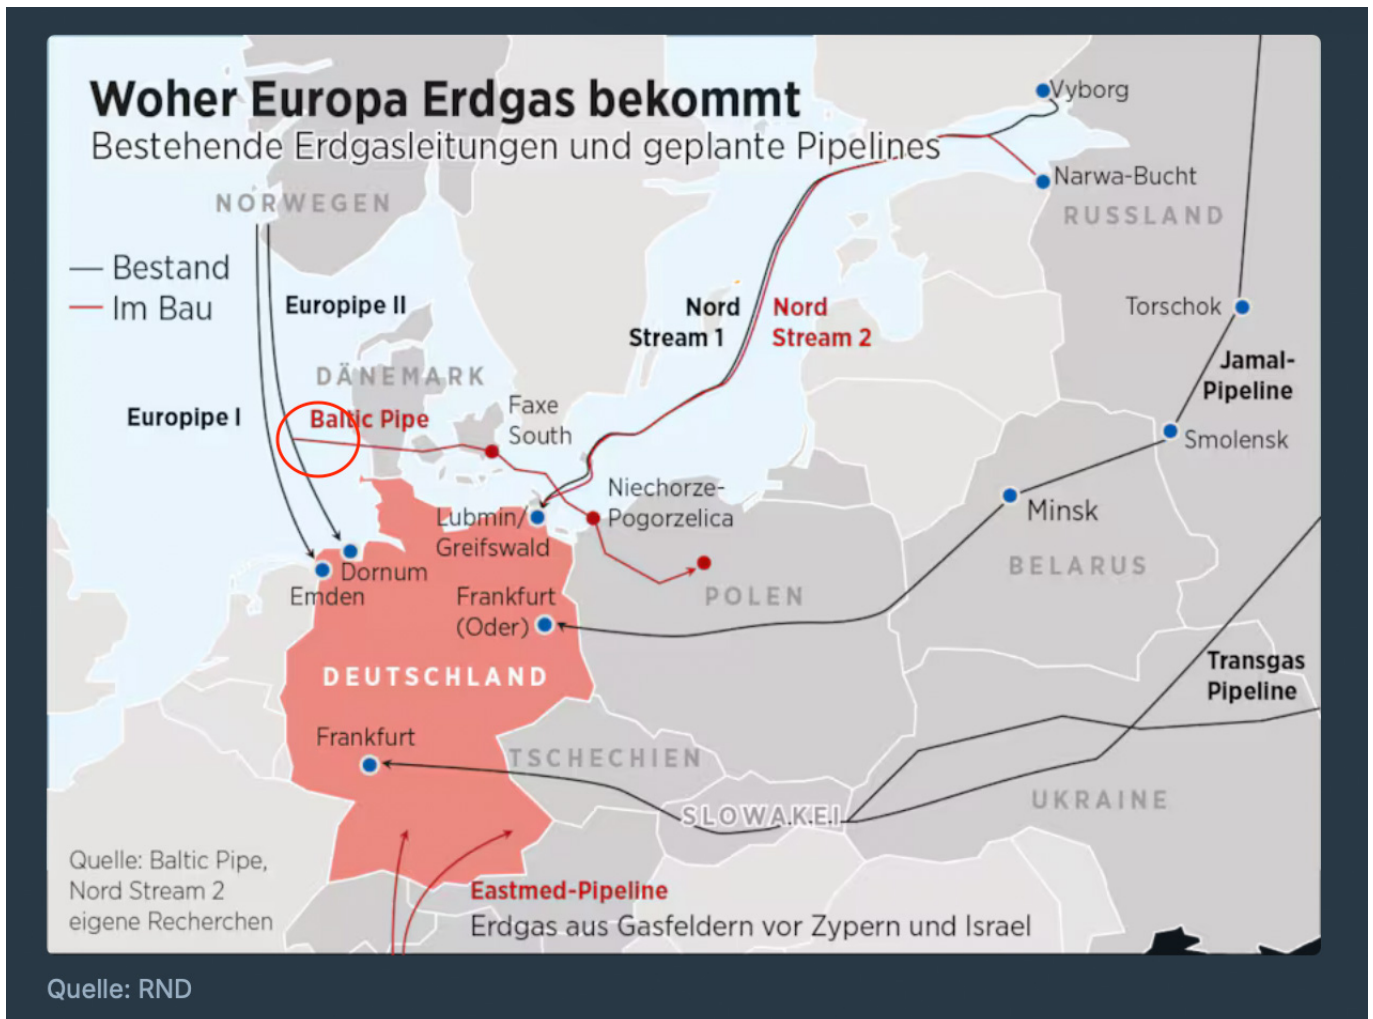 Woher Europa Erdgas bekommt
Bestehende Erdgasleitungen und geplante Pipelines
Vyborg
Narwa-Bucht
NORWEGEN
RUSSLAND
Bestand
Im Bau
Europipe II
Nord
Stream 1
Nord
Stream 2
Torschok
Jamal-
Pipeline
DÄNEMARK
Europipe I
Baltic Pipe
Faxe
South
Smolensk
Niechorze-
Pogorzelica
Minsk
Lubmin/
Greifswald
BELARUS
Dornum
Emden
Frankfurt
(Oder)
POLEN
DEUTSCHLAND
Transgas
Pipeline
Frankfurt
TSCHECHIEN
SLOWAKEI
UKRAINE
Quelle: Baltic Pipe,
Nord Stream 2
eigene Recherchen
Eastmed-Pipeline
Erdgas aus Gasfeldern vor Zypern und Israel
Quelle: RND